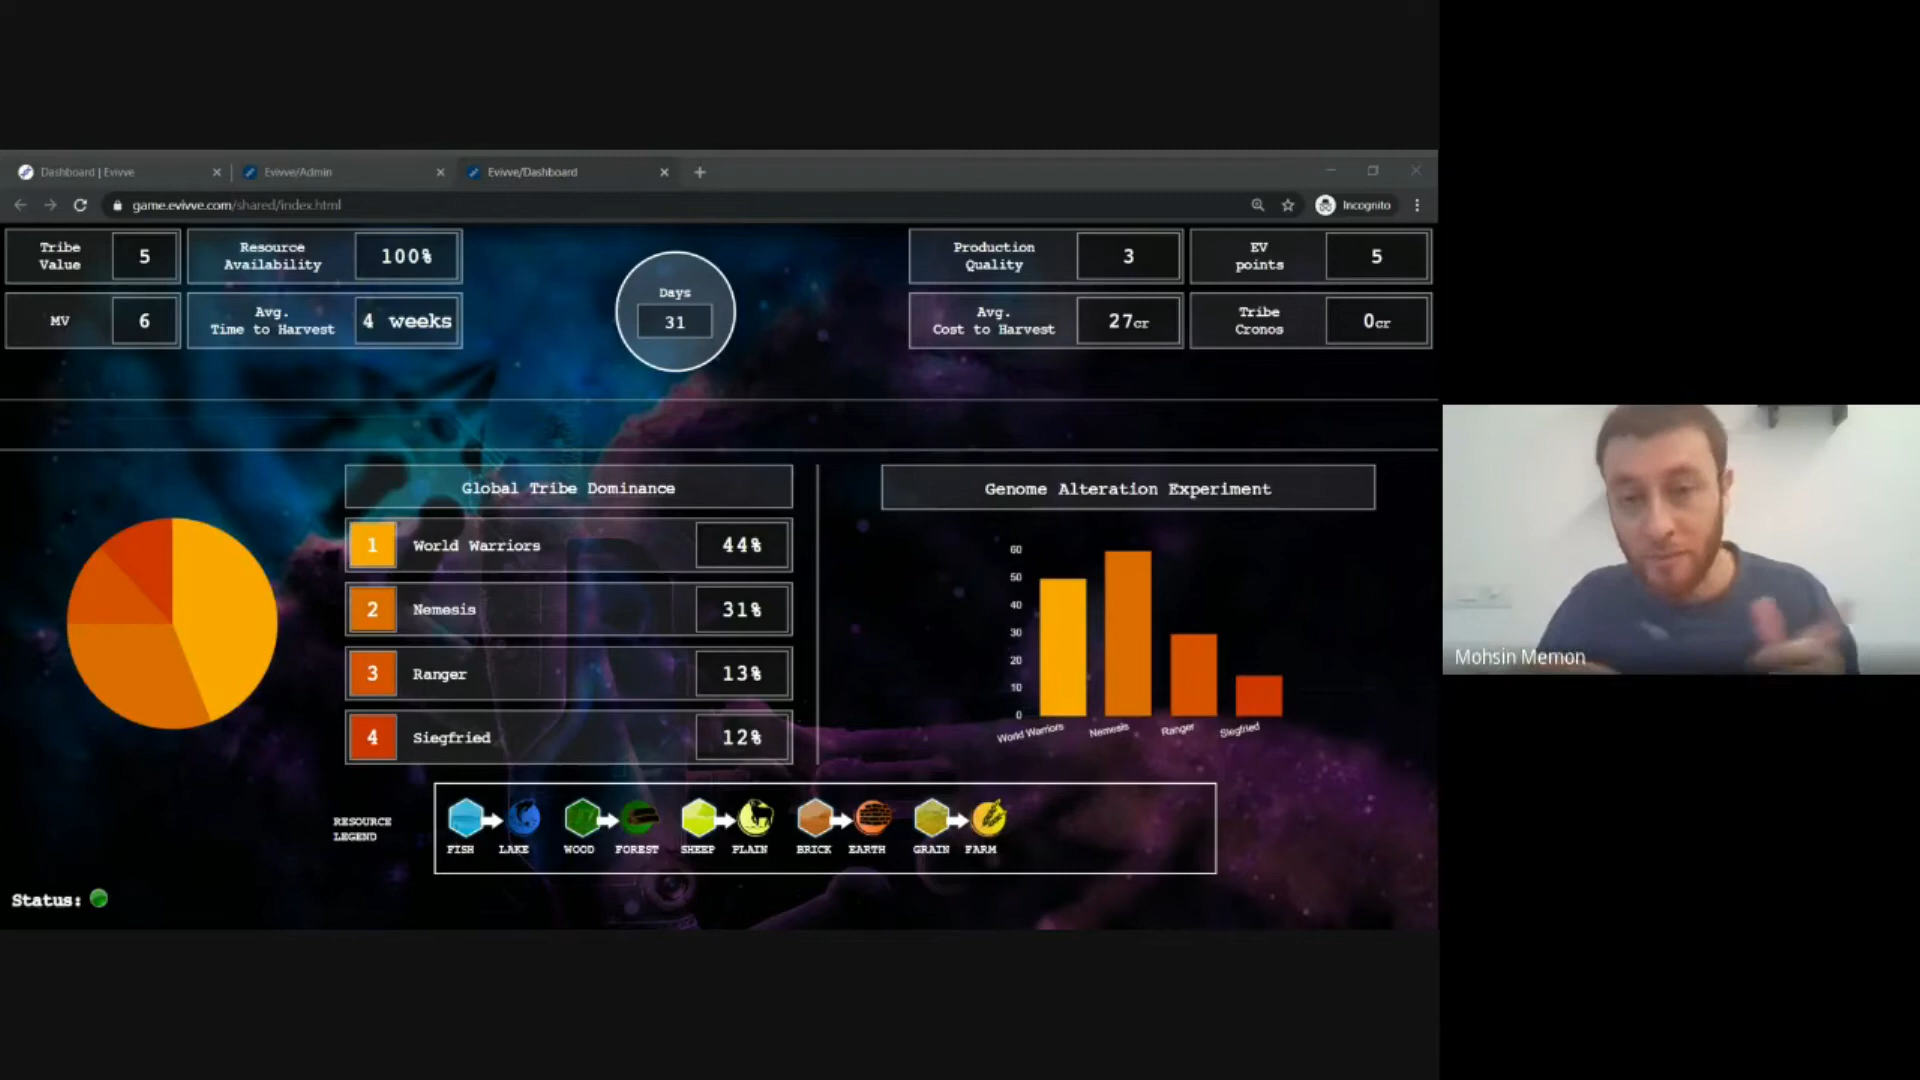 Dashboard | Evivve
Evivve/Admin
Evivve/Dashboard
game.evivve.com/shared/index.html
Incognito
Tribe
Value
5
Resource
Availability
100%
Days
31
Production
Quality
3
EV
points
5
MV
6
Avg.
Time to Harvest
4 weeks
Avg.
Cost to Harvest
27cr
Tribe
Cronos
0cr
Global Tribe Dominance
1 World Warriors 44%
2 Nemesis 31%
3 Ranger 13%
4 Siegfried 12%
Genome Alteration Experiment
60
50
40
30
20
10
0
World Warriors
Nemesis
Ranger
Siegfried
RESOURCE
LEGEND
FISH LAKE WOOD FOREST SHEEP PLAIN BRICK EARTH GRAIN FARM
Status:
Mohsin Memon